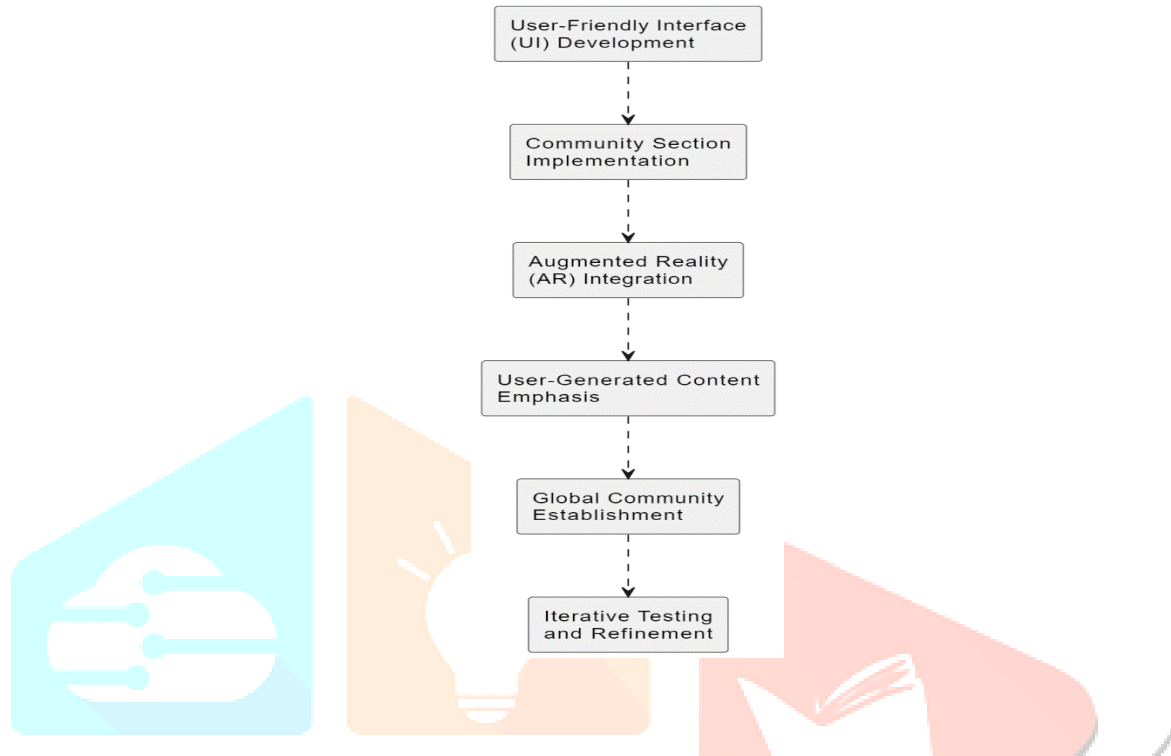 User-Friendly Interface
(UI) Development
Community Section
Implementation
Augmented Reality
(AR) Integration
User-Generated Content
Emphasis
Global Community
Establishment
Iterative Testing
and Refinement